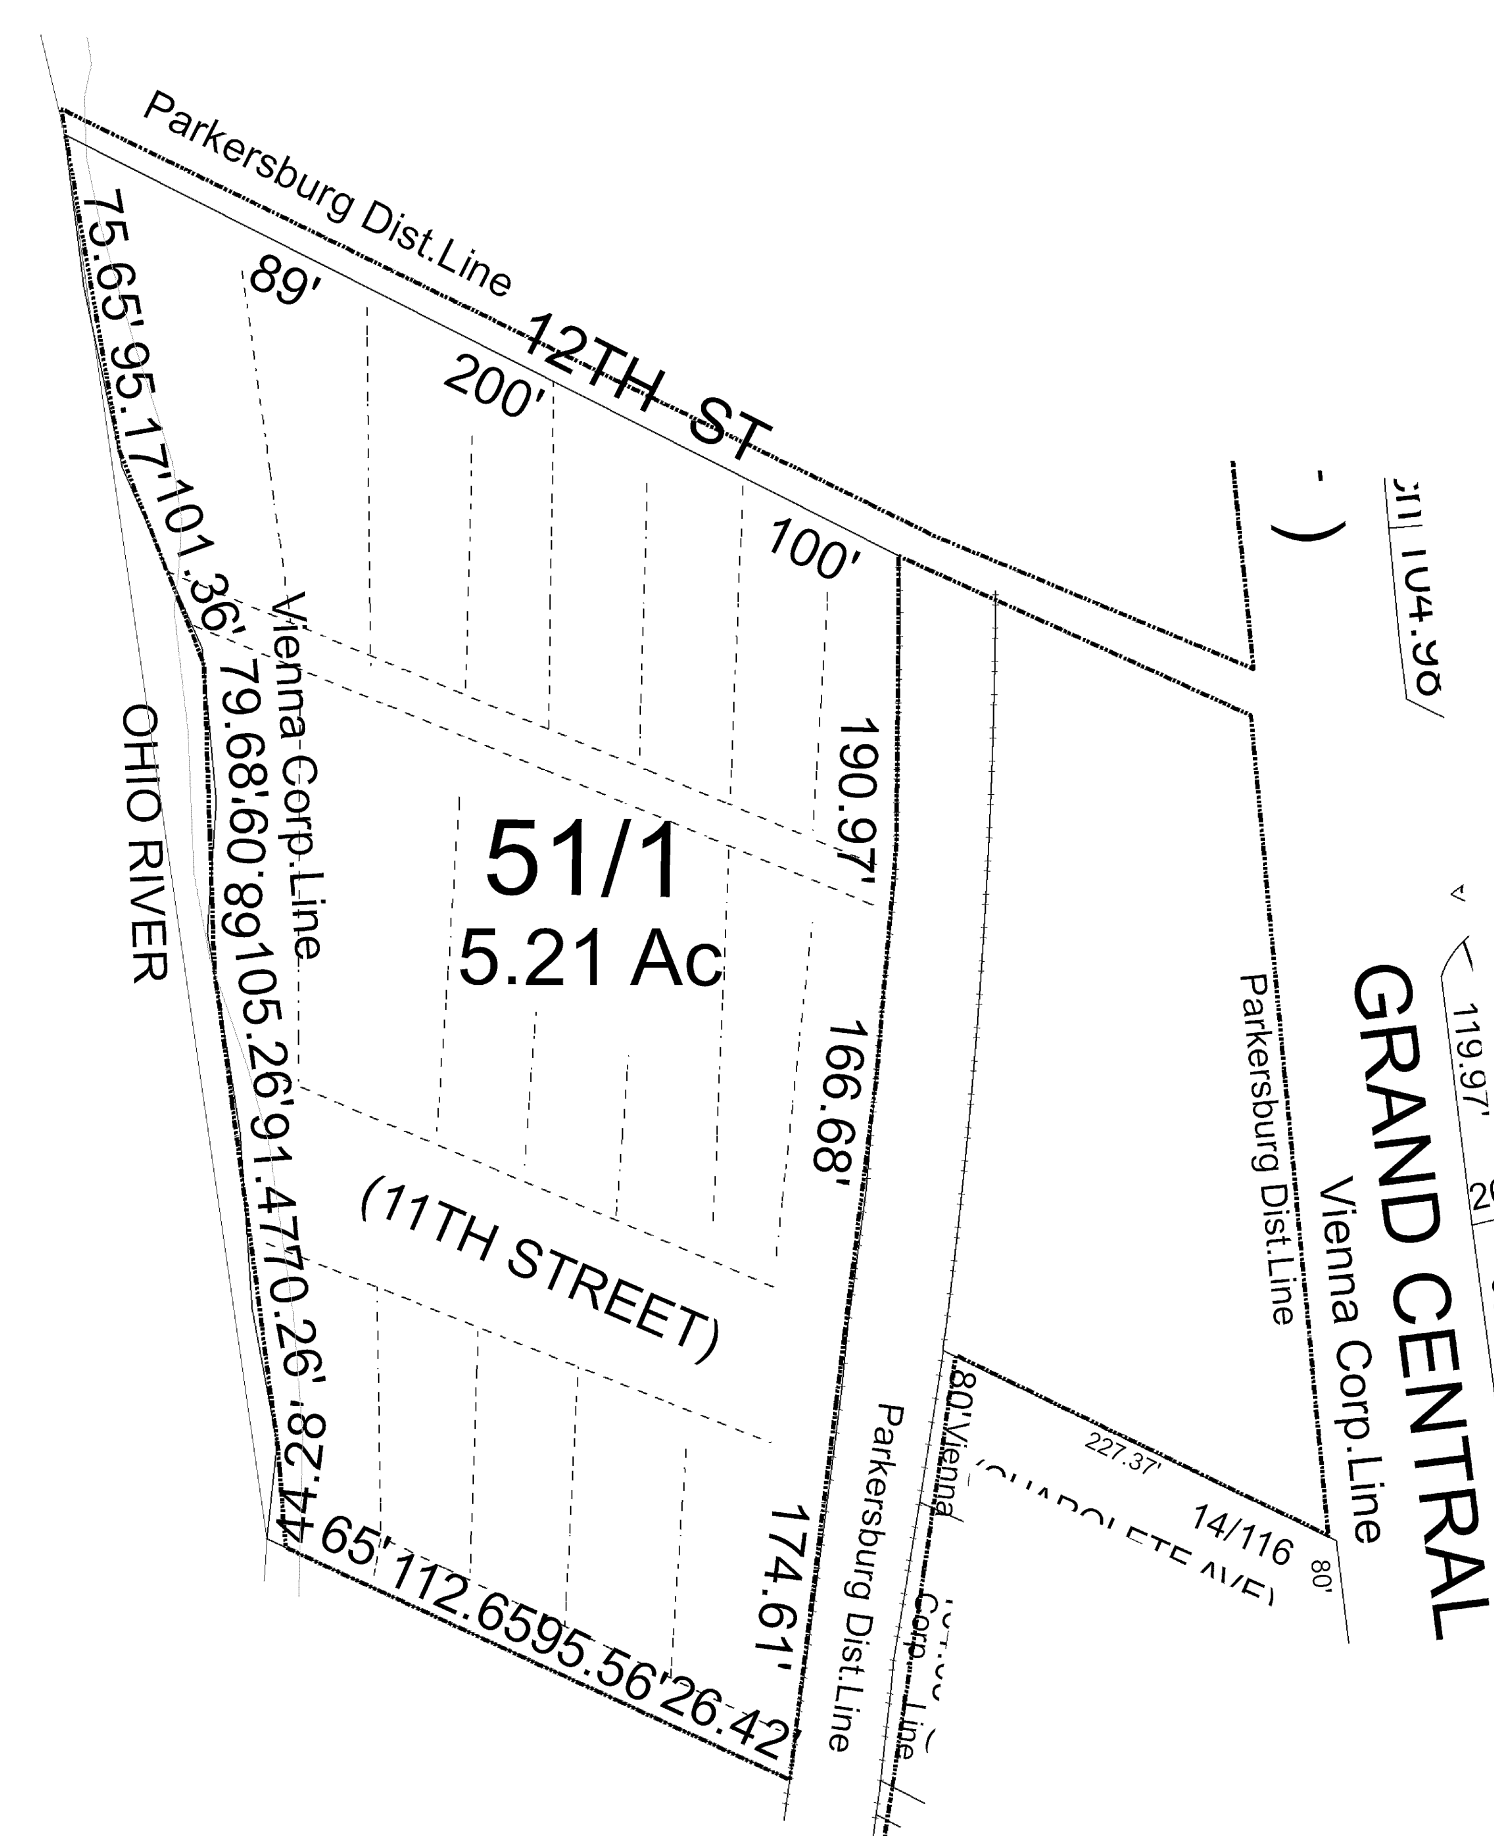 Parkersburg Dist.Line
12TH ST
89'
200'
100'
75.65'
95.17'
101.36'
79.68'
60.89
105.26'
91.47
70.26'
82.44
Vienna Corp.Line
OHIO RIVER
51/1
5.21 Ac
190.97'
166.68'
174.61'
(11TH STREET)
65'
112.65
95.56'
26.42'
Parkersburg Dist.Line
80'
Vienna
Corp
Line
227.37'
14/116
80'
Parkersburg Dist.Line
Vienna Corp.Line
GRAND CENTRAL
104.98
119.97'